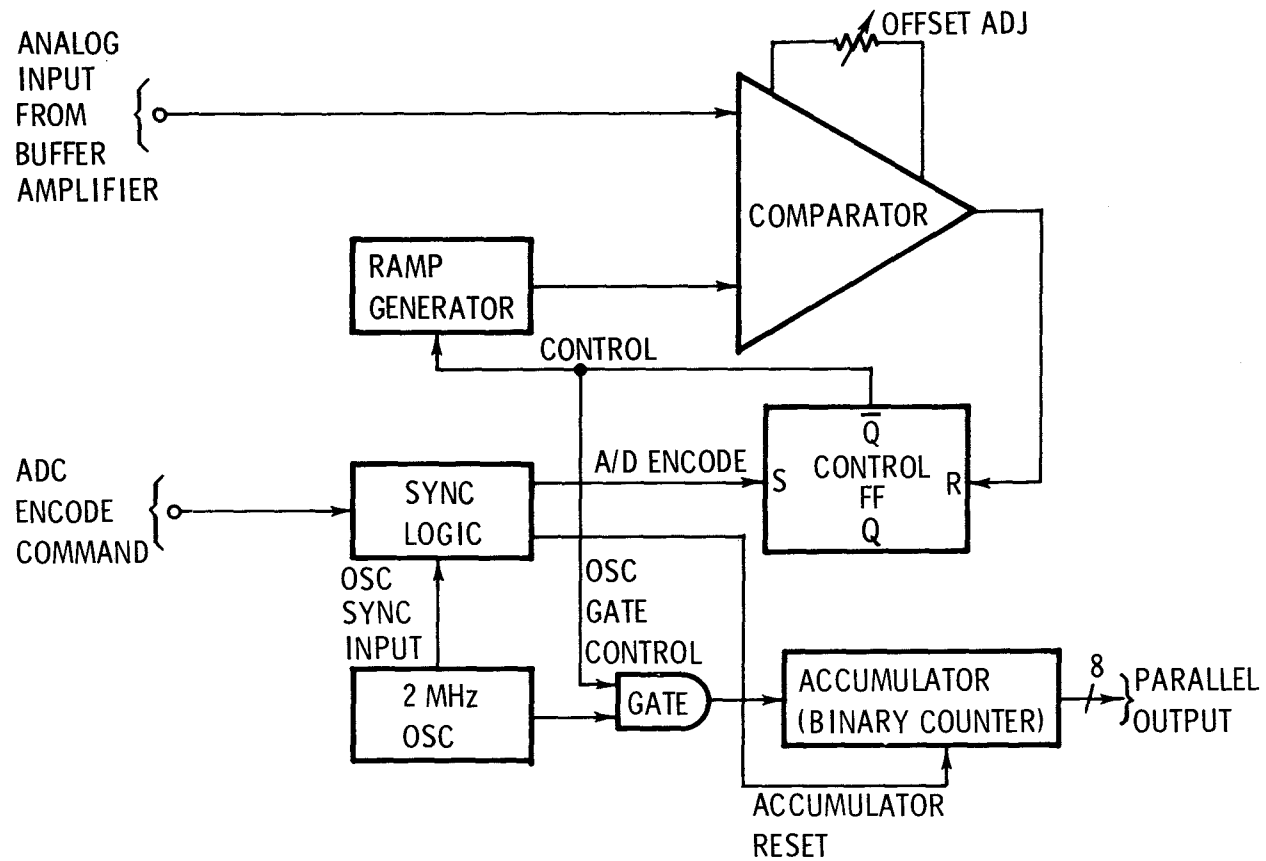 OFFSET ADJ
ANALOG
INPUT
FROM
BUFFER
AMPLIFIER
COMPARATOR
RAMP
GENERATOR
CONTROL
Q̅
CONTROL
FF
Q
S
R
A/D ENCODE
ADC
ENCODE
COMMAND
SYNC
LOGIC
OSC
SYNC
INPUT
OSC
GATE
CONTROL
2 MHz
OSC
GATE
ACCUMULATOR
(BINARY COUNTER)
8
PARALLEL
OUTPUT
ACCUMULATOR
RESET